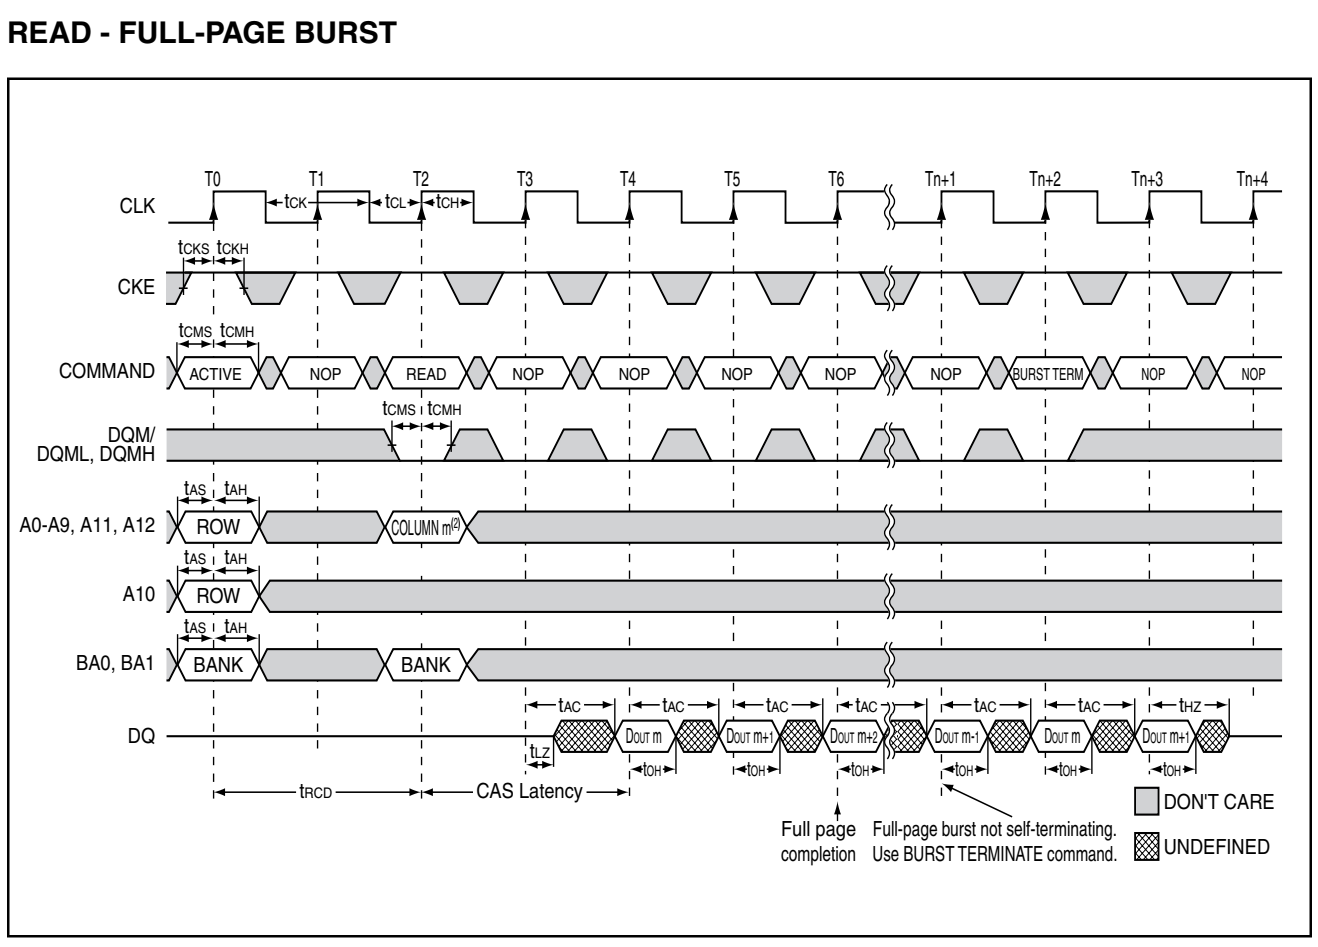 READ - FULL-PAGE BURST
T0 T1 T2 T3 T4 T5 T6 Tn+1 Tn+2 Tn+3 Tn+4
CLK tCK tCL tCH
tCKS tCKH
CKE
tCMS tCMH
COMMAND ACTIVE NOP READ NOP NOP NOP NOP NOP BURST TERM NOP NOP
tCMS tCMH
DQM/
DQML, DQMH
tAS tAH
A0-A9, A11, A12 ROW COLUMN m(2)
tAS tAH
A10 ROW
tAS tAH
BA0, BA1 BANK BANK
tAC tAC tAC tAC tAC tAC tHZ
DQ DOUT m DOUT m+1 DOUT m+2 DOUT m-1 DOUT m DOUT m+1
tLZ tOH tOH tOH tOH tOH tOH
tRCD CAS Latency
DON'T CARE
Full page Full-page burst not self-terminating.
completion Use BURST TERMINATE command.
UNDEFINED